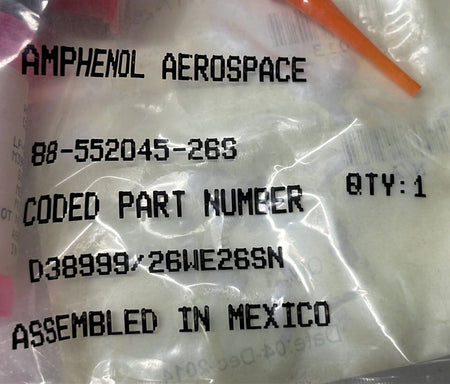 AMPHENOL AEROSPACE
88-552045-26S
CODED PART NUMBER QTY:1
D38999/26WE26SN
ASSEMBLED IN MEXICO